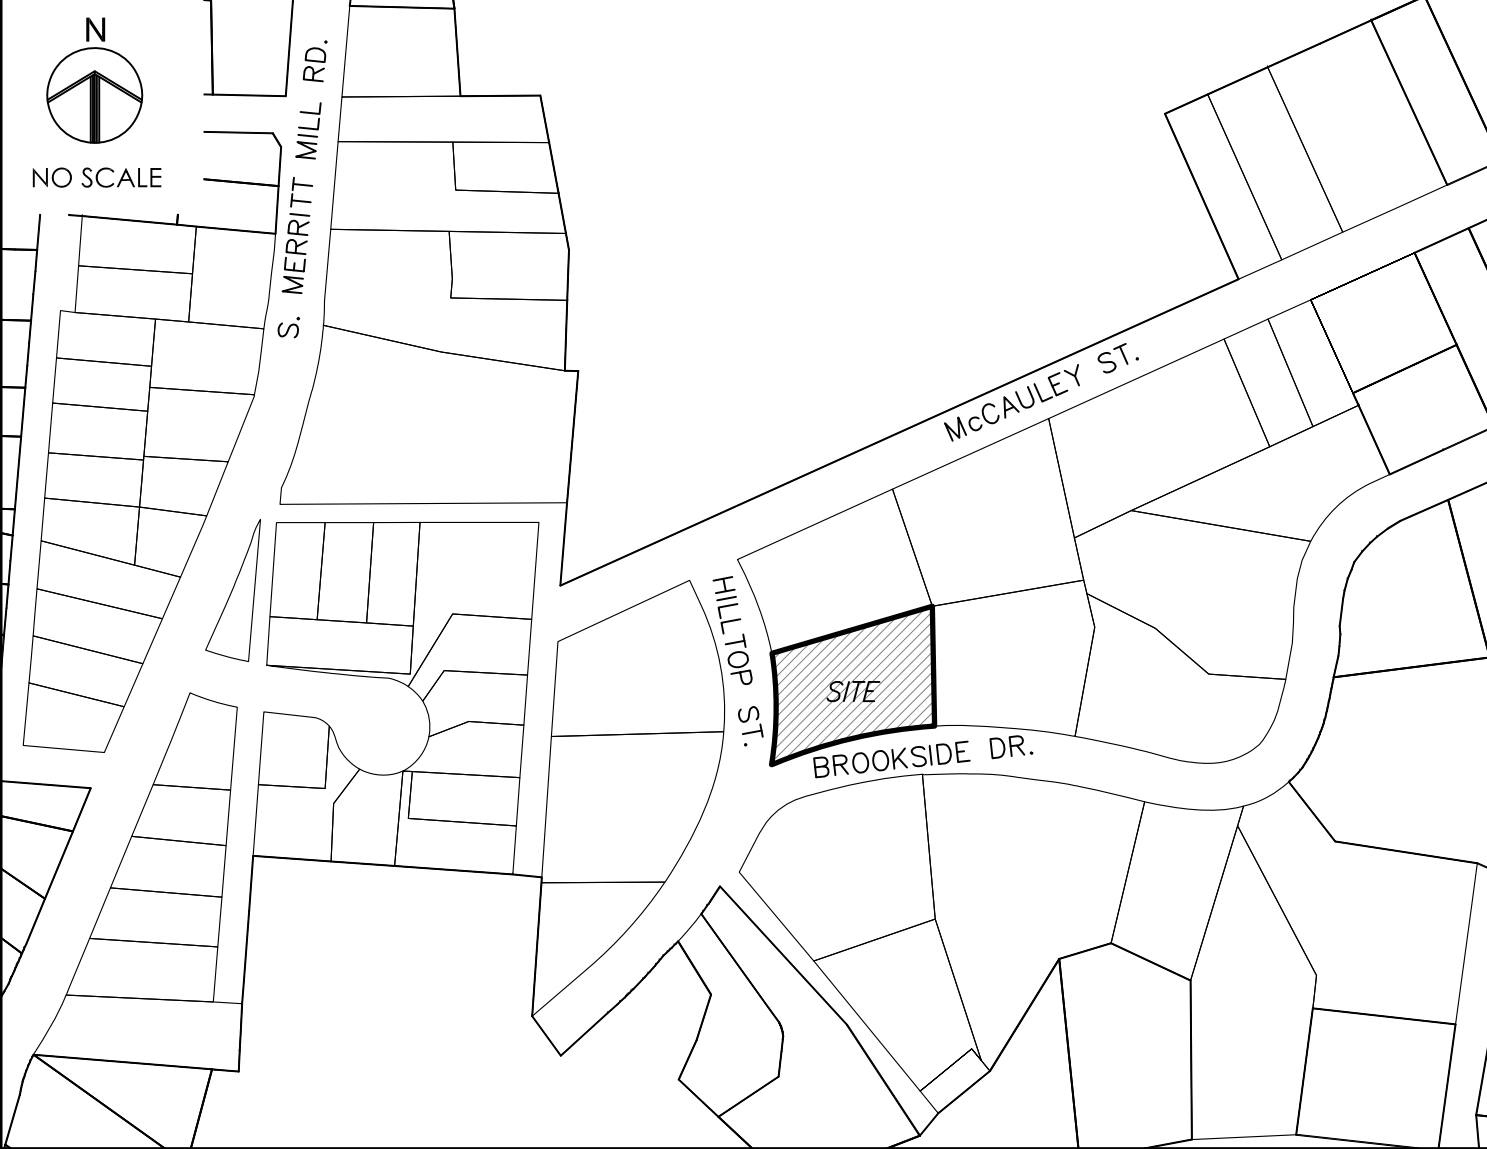 N
NO SCALE
S. MERRITT MILL RD.
McCAULEY ST.
HILLTOP ST.
SITE
BROOKSIDE DR.